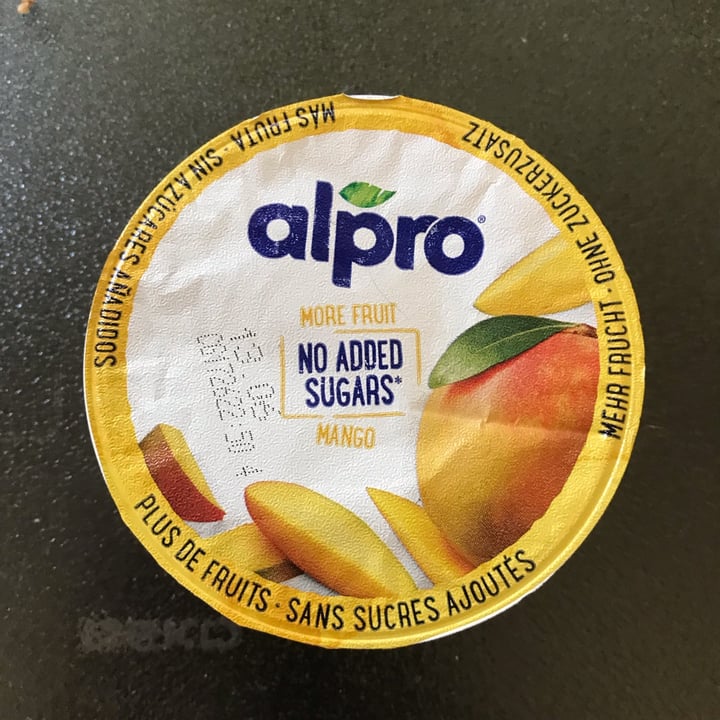 alpro®
MORE FRUIT
NO ADDED
SUGARS*
MANGO
MÁS FRUTA · SIN AZÚCARES AÑADIDOS
MEHR FRUCHT · OHNE ZUCKERZUSATZ
PLUS DE FRUITS · SANS SUCRES AJOUTÉS